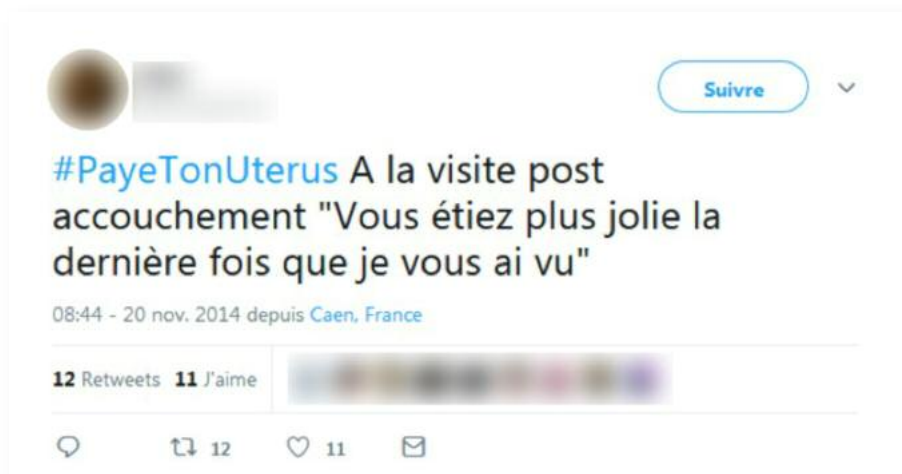 Suivre
#PayeTonUterus A la visite post
accouchement "Vous étiez plus jolie la
dernière fois que je vous ai vu"
08:44 - 20 nov. 2014 depuis Caen, France
12 Retweets 11 J'aime
12 11